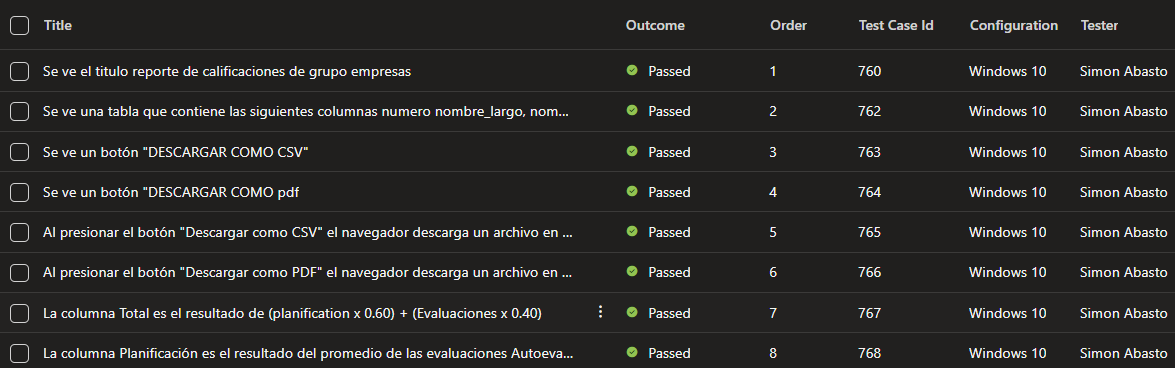 Title Outcome Order Test Case Id Configuration Tester
Se ve el titulo reporte de calificaciones de grupo empresas Passed 1 760 Windows 10 Simon Abasto
Se ve una tabla que contiene las siguientes columnas numero nombre_largo, nom... Passed 2 762 Windows 10 Simon Abasto
Se ve un botón "DESCARGAR COMO CSV" Passed 3 763 Windows 10 Simon Abasto
Se ve un botón "DESCARGAR COMO pdf Passed 4 764 Windows 10 Simon Abasto
Al presionar el botón "Descargar como CSV" el navegador descarga un archivo en ... Passed 5 765 Windows 10 Simon Abasto
Al presionar el botón "Descargar como PDF" el navegador descarga un archivo en ... Passed 6 766 Windows 10 Simon Abasto
La columna Total es el resultado de (planification x 0.60) + (Evaluaciones x 0.40) Passed 7 767 Windows 10 Simon Abasto
La columna Planificación es el resultado del promedio de las evaluaciones Autoeva... Passed 8 768 Windows 10 Simon Abasto